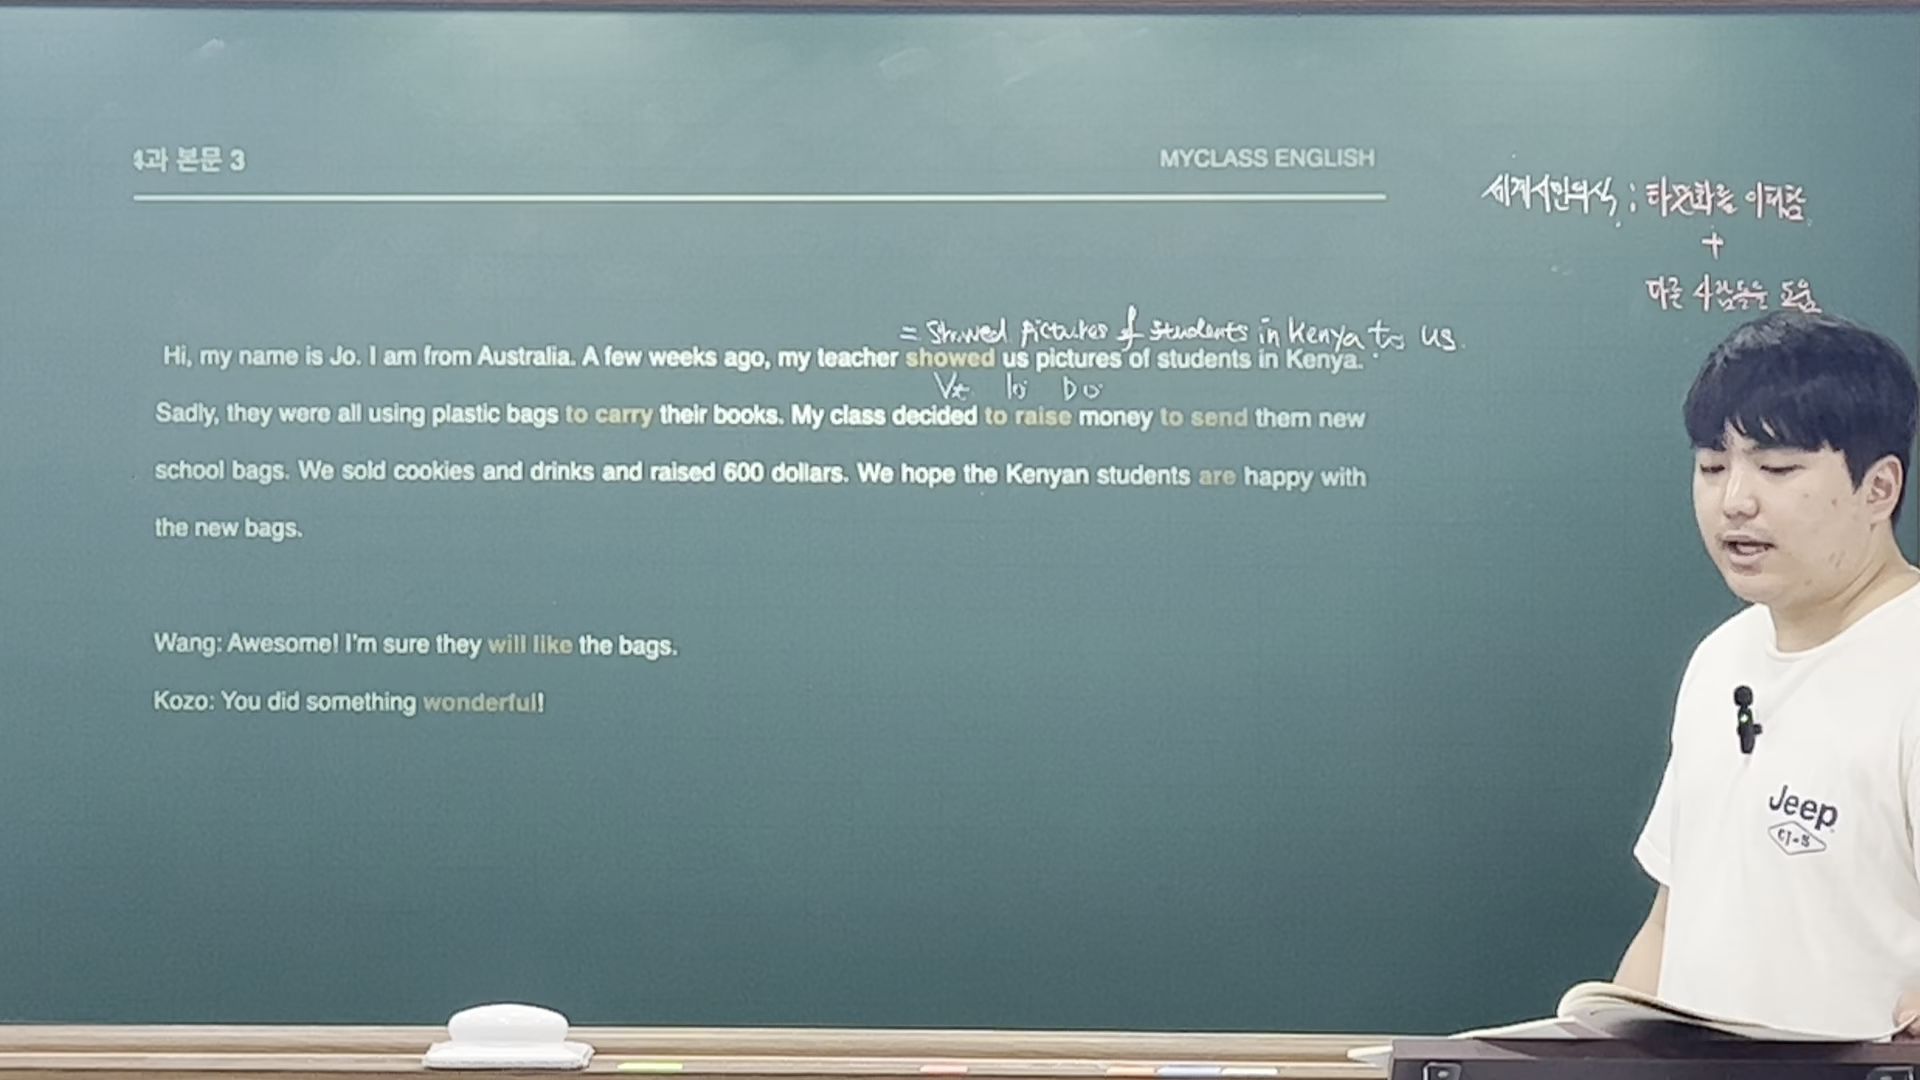 4과 본문 3
MYCLASS ENGLISH
세계시민의식 : 타문화를 이해함
+
다른 사람들을 도움
= showed pictures of students in Kenya to us.
Hi, my name is Jo. I am from Australia. A few weeks ago, my teacher showed us pictures of students in Kenya.
Vt IO DO
Sadly, they were all using plastic bags to carry their books. My class decided to raise money to send them new
school bags. We sold cookies and drinks and raised 600 dollars. We hope the Kenyan students are happy with
the new bags.
Wang: Awesome! I'm sure they will like the bags.
Kozo: You did something wonderful!
Jeep